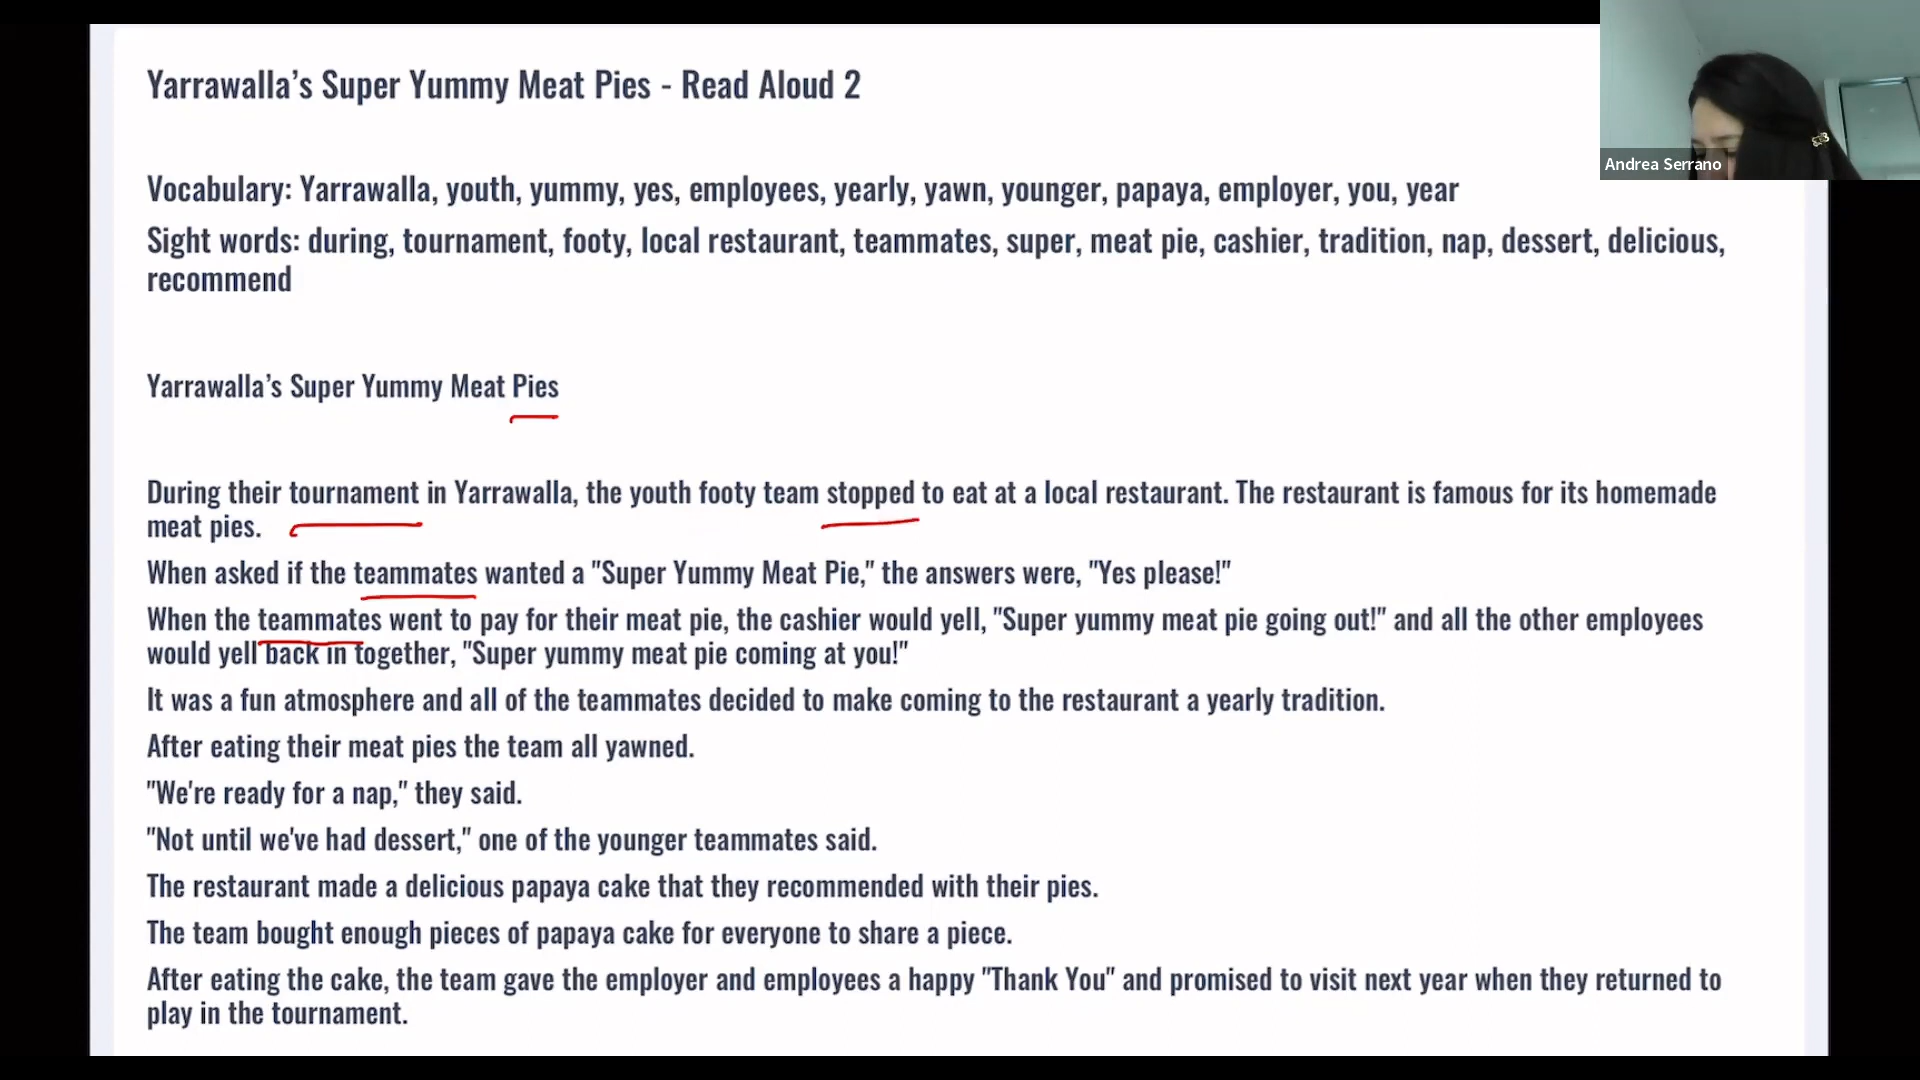 Yarrawalla’s Super Yummy Meat Pies - Read Aloud 2
Andrea Serrano
Vocabulary: Yarrawalla, youth, yummy, yes, employees, yearly, yawn, younger, papaya, employer, you, year
Sight words: during, tournament, footy, local restaurant, teammates, super, meat pie, cashier, tradition, nap, dessert, delicious,
recommend
Yarrawalla’s Super Yummy Meat Pies
During their tournament in Yarrawalla, the youth footy team stopped to eat at a local restaurant. The restaurant is famous for its homemade
meat pies.
When asked if the teammates wanted a "Super Yummy Meat Pie," the answers were, "Yes please!"
When the teammates went to pay for their meat pie, the cashier would yell, "Super yummy meat pie going out!" and all the other employees
would yell back in together, "Super yummy meat pie coming at you!"
It was a fun atmosphere and all of the teammates decided to make coming to the restaurant a yearly tradition.
After eating their meat pies the team all yawned.
"We're ready for a nap," they said.
"Not until we've had dessert," one of the younger teammates said.
The restaurant made a delicious papaya cake that they recommended with their pies.
The team bought enough pieces of papaya cake for everyone to share a piece.
After eating the cake, the team gave the employer and employees a happy "Thank You" and promised to visit next year when they returned to
play in the tournament.